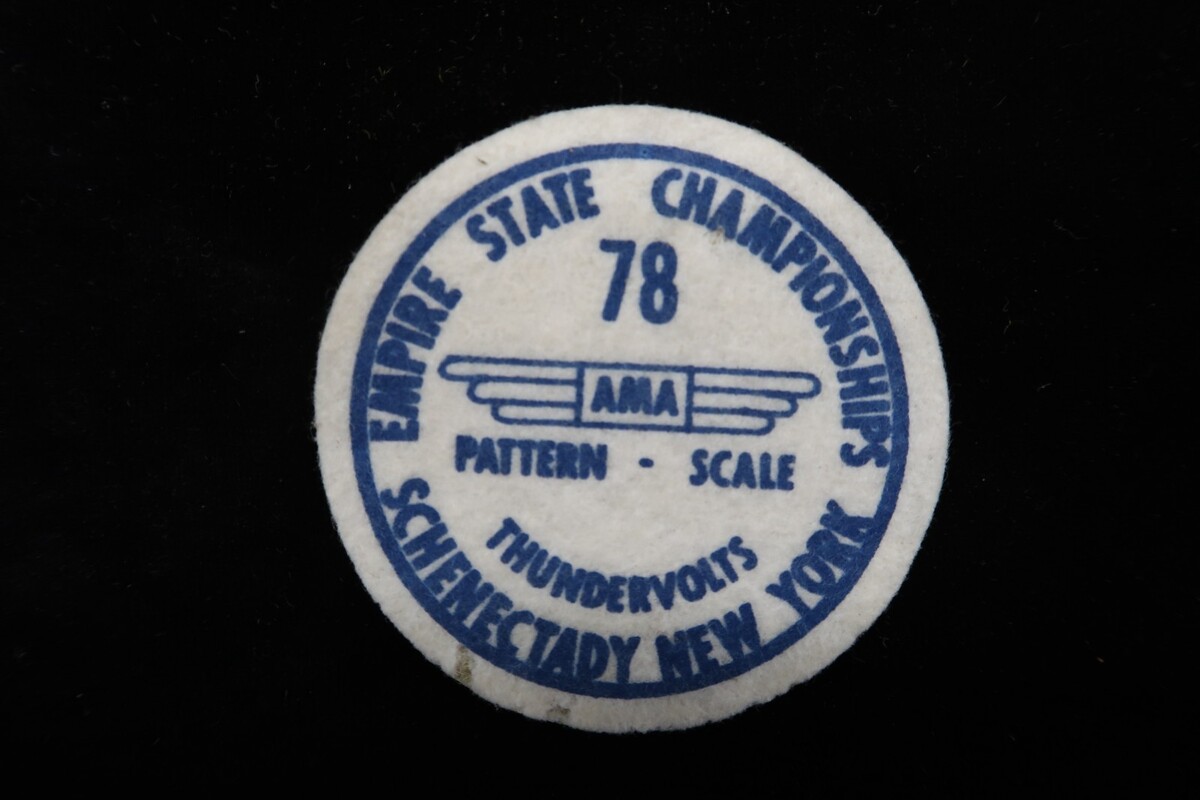 EMPIRE STATE CHAMPIONSHIPS
78
AMA
PATTERN - SCALE
THUNDERVOLTS
SCHENECTADY NEW YORK